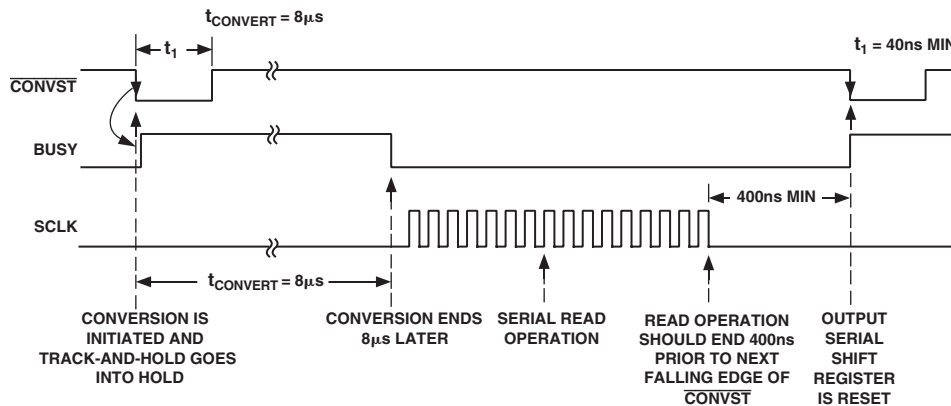 tCONVERT = 8µs
t1
t1 = 40ns MIN
CONVST
BUSY
400ns MIN
SCLK
tCONVERT = 8µs
CONVERSION IS
INITIATED AND
TRACK-AND-HOLD GOES
INTO HOLD
CONVERSION ENDS
8µs LATER
SERIAL READ
OPERATION
READ OPERATION
SHOULD END 400ns
PRIOR TO NEXT
FALLING EDGE OF
CONVST
OUTPUT
SERIAL
SHIFT
REGISTER
IS RESET